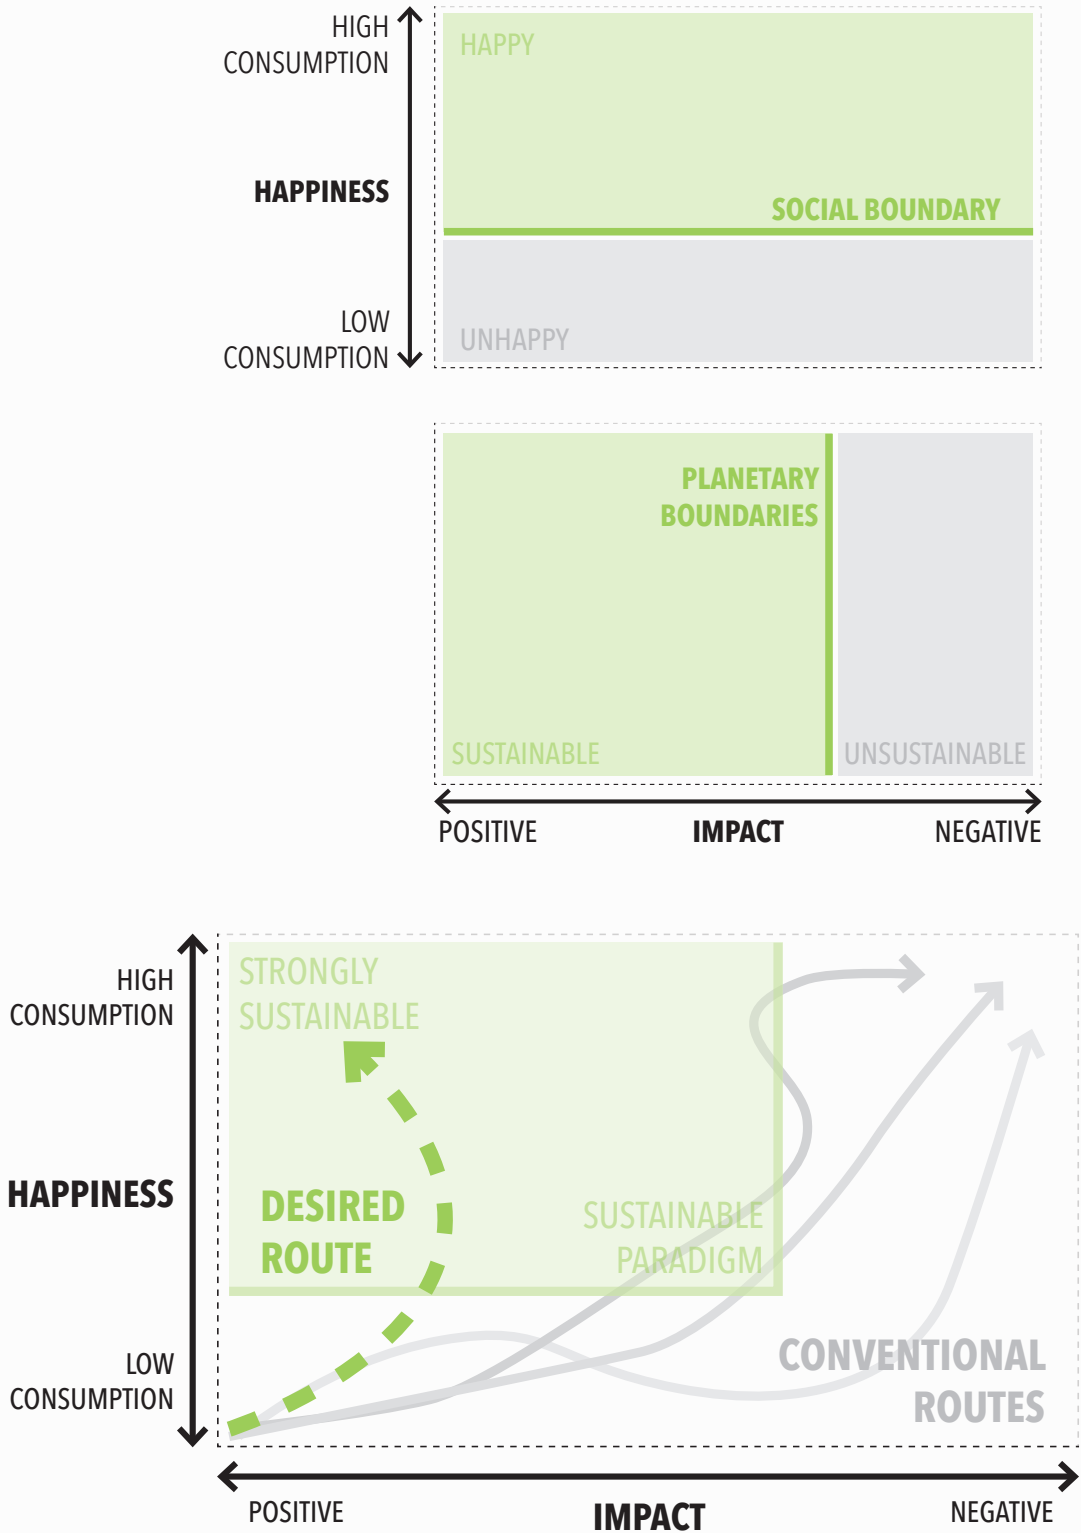 HIGH
CONSUMPTION
HAPPY
HAPPINESS
SOCIAL BOUNDARY
LOW
CONSUMPTION
UNHAPPY
PLANETARY
BOUNDARIES
SUSTAINABLE
UNSUSTAINABLE
POSITIVE
IMPACT
NEGATIVE
HIGH
CONSUMPTION
STRONGLY
SUSTAINABLE
HAPPINESS
DESIRED
ROUTE
SUSTAINABLE
PARADIGM
LOW
CONSUMPTION
CONVENTIONAL
ROUTES
POSITIVE
IMPACT
NEGATIVE